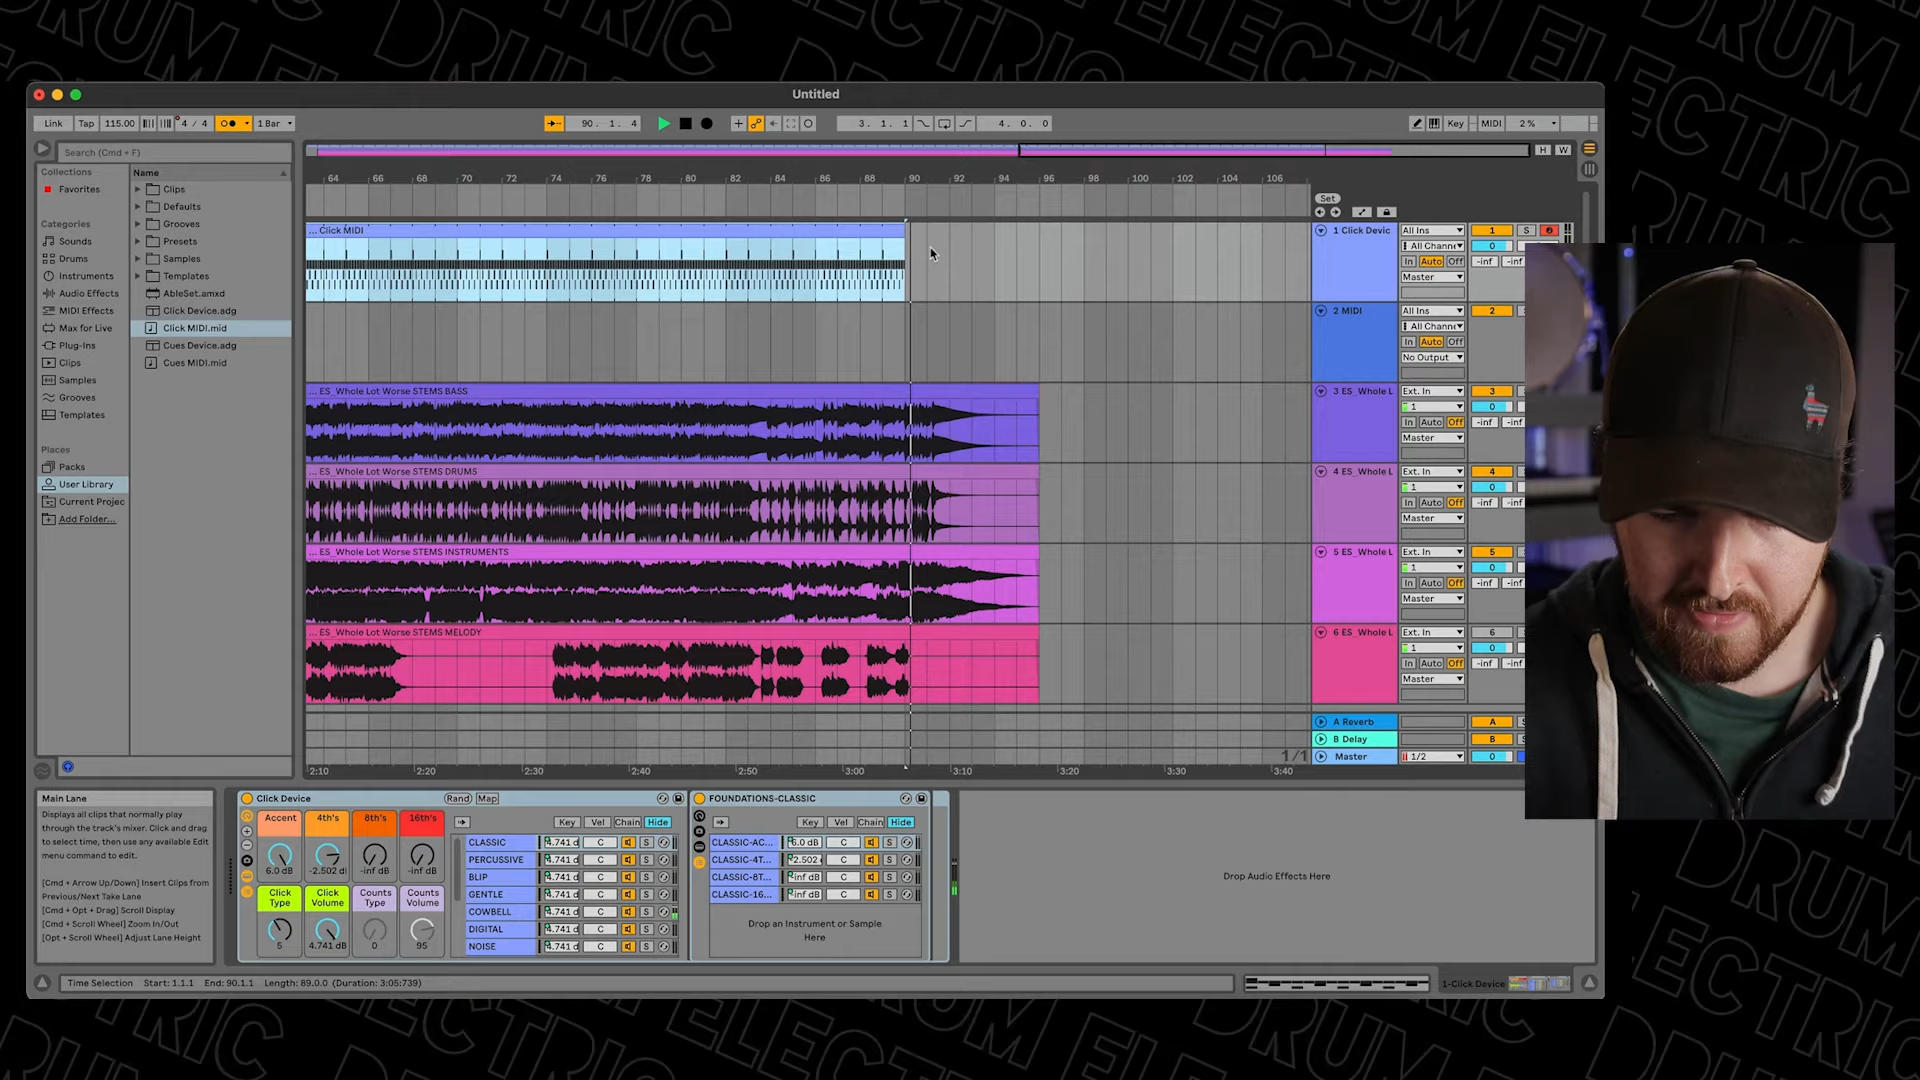 DRUM ELECTRIC DRUM ELECTRIC
Untitled
Link Tap 115.00 4 / 4 1 Bar
90. 1. 4
3. 1. 1
4. 0. 0
Key MIDI 2 %
Search (Cmd + F)
H W
Collections
Favorites
Categories
Sounds
Drums
Instruments
Audio Effects
MIDI Effects
Max for Live
Plug-Ins
Clips
Samples
Grooves
Templates
Places
Packs
User Library
Current Projec
Add Folder...
Name
Clips
Defaults
Grooves
Presets
Samples
Templates
AbleSet.amxd
Click Device.adg
Click MIDI.mid
Cues Device.adg
Cues MIDI.mid
64 66 68 70 72 74 76 78 80 82 84 86 88 90 92 94 96 98 100 102 104 106
Set
... Click MIDI
1 Click Devic All Ins 1 S
All Channe 0
In Auto Off -inf -inf
Master
2 MIDI All Ins 2
All Channe
In Auto Off
No Output
... ES_Whole Lot Worse STEMS BASS
3 ES_Whole L Ext. In 3
1 0
In Auto Off -inf -inf
Master
... ES_Whole Lot Worse STEMS DRUMS
4 ES_Whole L Ext. In 4
1 0
In Auto Off -inf -inf
Master
... ES_Whole Lot Worse STEMS INSTRUMENTS
5 ES_Whole L Ext. In 5
1 0
In Auto Off -inf -inf
Master
... ES_Whole Lot Worse STEMS MELODY
6 ES_Whole L Ext. In 6
1 0
In Auto Off -inf -inf
Master
A Reverb A
B Delay B
1/1 Master 1/2 0
2:10 2:20 2:30 2:40 2:50 3:00 3:10 3:20 3:30 3:40
Main Lane
Displays all clips that normally play
through the track's mixer. Click and drag
to select time, then use any available Edit
menu command to edit.
[Cmd + Arrow Up/Down] Insert Clips from
Previous/Next Take Lane
[Cmd + Opt + Drag] Scroll Display
[Cmd + Scroll Wheel] Zoom In/Out
[Opt + Scroll Wheel] Adjust Lane Height
Click Device Rand Map
Accent 4th's 8th's 16th's
6.0 dB -2.502 d -inf dB -inf dB
Click Type Click Volume Counts Type Counts Volume
5 4.741 dB 0 95
Key Vel Chain Hide
CLASSIC 4.741 d C S
PERCUSSIVE 4.741 d C S
BLIP 4.741 d C S
GENTLE 4.741 d C S
COWBELL 4.741 d C S
DIGITAL 4.741 d C S
NOISE 4.741 d C S
FOUNDATIONS-CLASSIC
Key Vel Chain Hide
CLASSIC-AC... 6.0 dB C S
CLASSIC-4T... -2.502 C S
CLASSIC-8T... -inf dB C S
CLASSIC-16... -inf dB C S
Drop an Instrument or Sample
Here
Drop Audio Effects Here
Time Selection Start: 1.1.1 End: 90.1.1 Length: 89.0.0 (Duration: 3:05:739)
1-Click Device